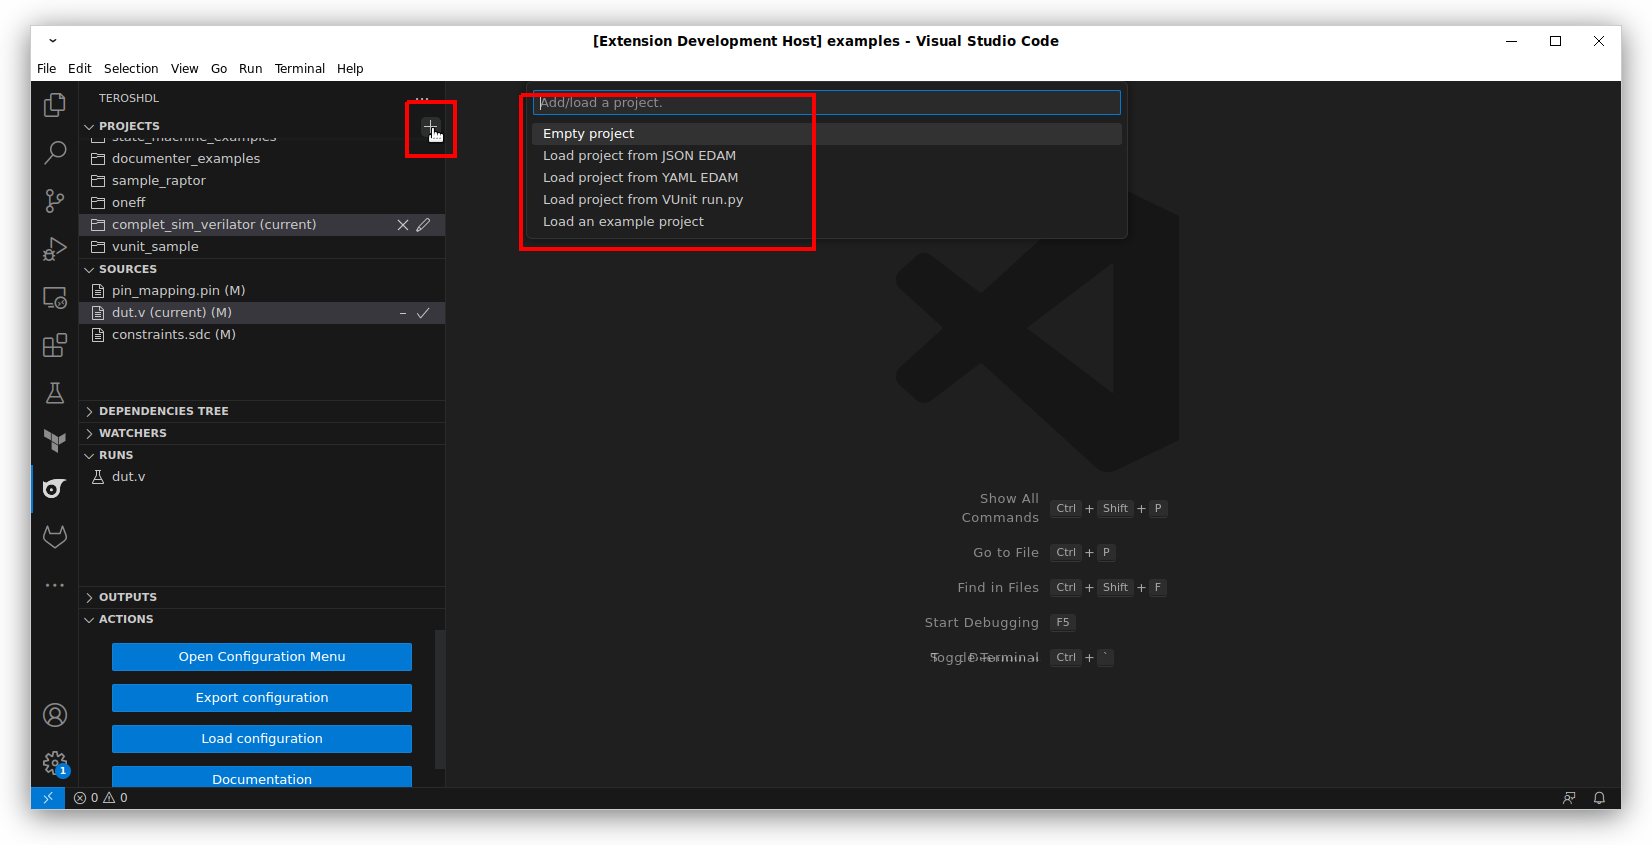 [Extension Development Host] examples - Visual Studio Code
File Edit Selection View Go Run Terminal Help
TEROSHDL
PROJECTS
state_machine_examples
documenter_examples
sample_raptor
oneff
complet_sim_verilator (current)
vunit_sample
SOURCES
pin_mapping.pin (M)
dut.v (current) (M)
constraints.sdc (M)
DEPENDENCIES TREE
WATCHERS
RUNS
dut.v
OUTPUTS
ACTIONS
Open Configuration Menu
Export configuration
Load configuration
Documentation
Add/load a project.
Empty project
Load project from JSON EDAM
Load project from YAML EDAM
Load project from VUnit run.py
Load an example project
Show All
Commands Ctrl + Shift + P
Go to File Ctrl + P
Find in Files Ctrl + Shift + F
Start Debugging F5
Toggle Terminal Ctrl + `
1
0 0